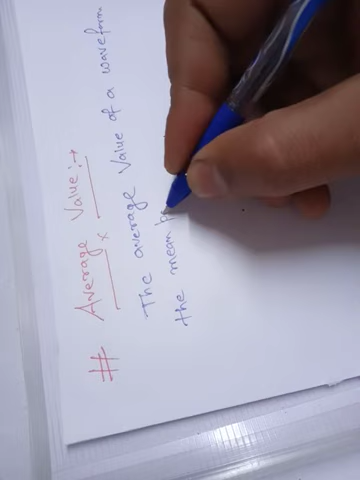 # Average Value :→
The average Value of a waveform
the mean